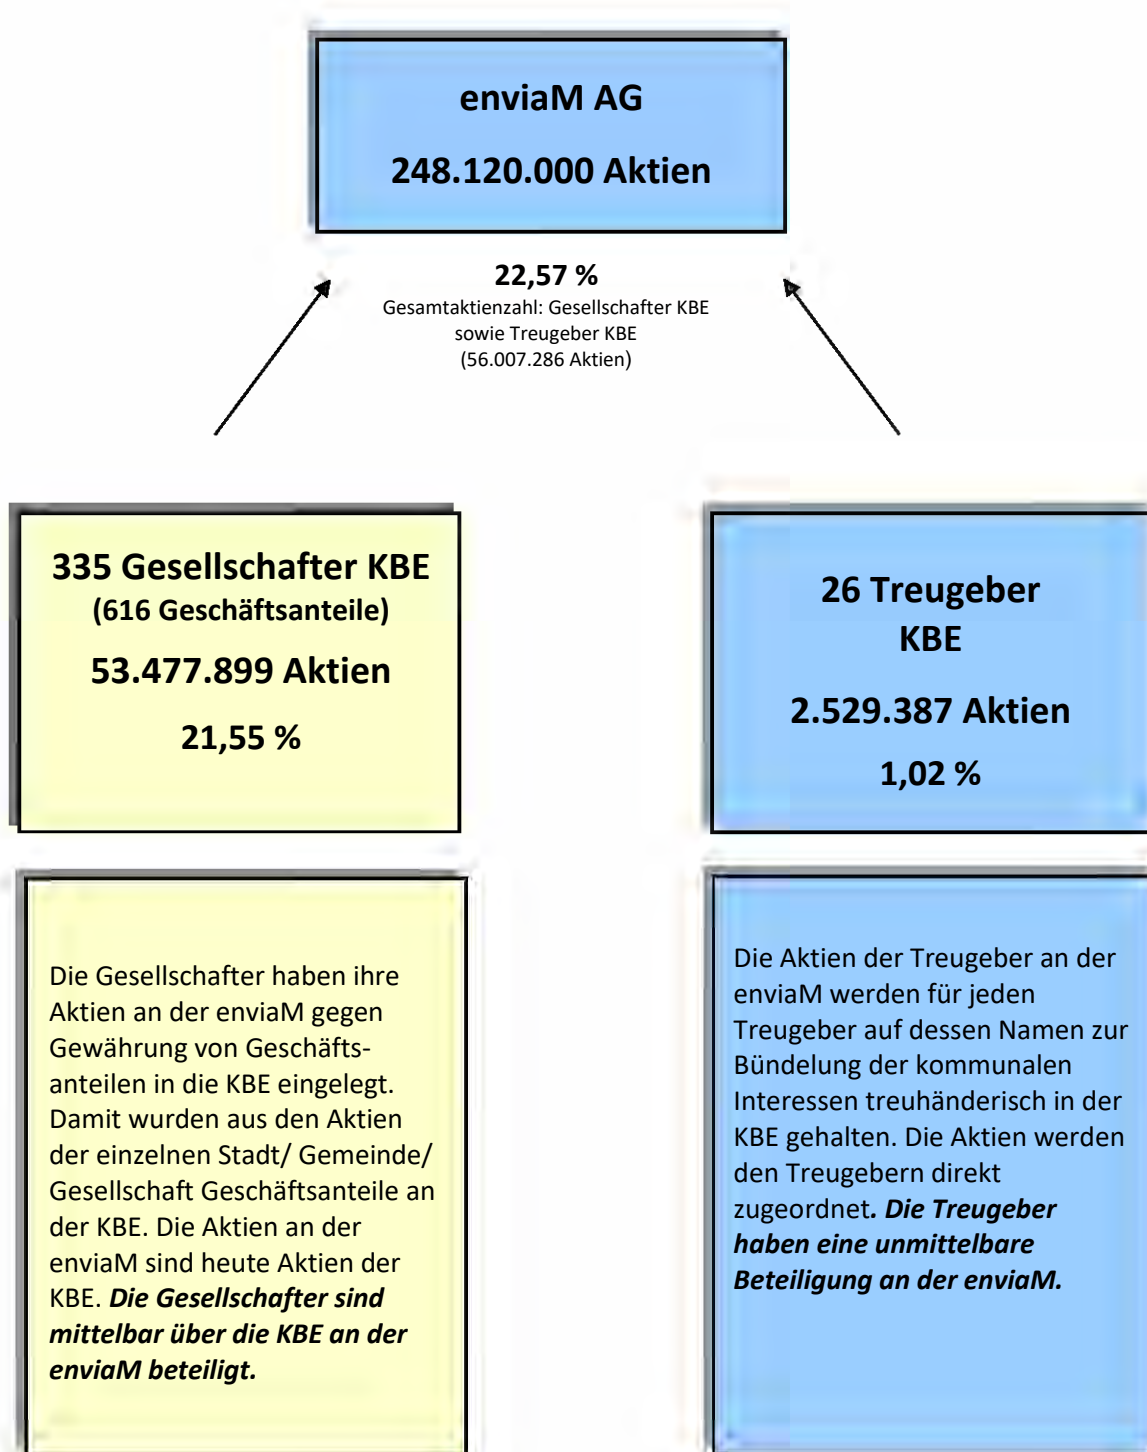 enviaM AG
248.120.000 Aktien
22,57 %
Gesamtaktienzahl: Gesellschafter KBE
sowie Treugeber KBE
(56.007.286 Aktien)
335 Gesellschafter KBE
(616 Geschäftsanteile)
53.477.899 Aktien
21,55 %
26 Treugeber
KBE
2.529.387 Aktien
1,02 %
Die Gesellschafter haben ihre
Aktien an der enviaM gegen
Gewährung von Geschäfts-
anteilen in die KBE eingelegt.
Damit wurden aus den Aktien
der einzelnen Stadt/ Gemeinde/
Gesellschaft Geschäftsanteile an
der KBE. Die Aktien an der
enviaM sind heute Aktien der
KBE. Die Gesellschafter sind
mittelbar über die KBE an der
enviaM beteiligt.
Die Aktien der Treugeber an der
enviaM werden für jeden
Treugeber auf dessen Namen zur
Bündelung der kommunalen
Interessen treuhänderisch in der
KBE gehalten. Die Aktien werden
den Treugebern direkt
zugeordnet. Die Treugeber
haben eine unmittelbare
Beteiligung an der enviaM.